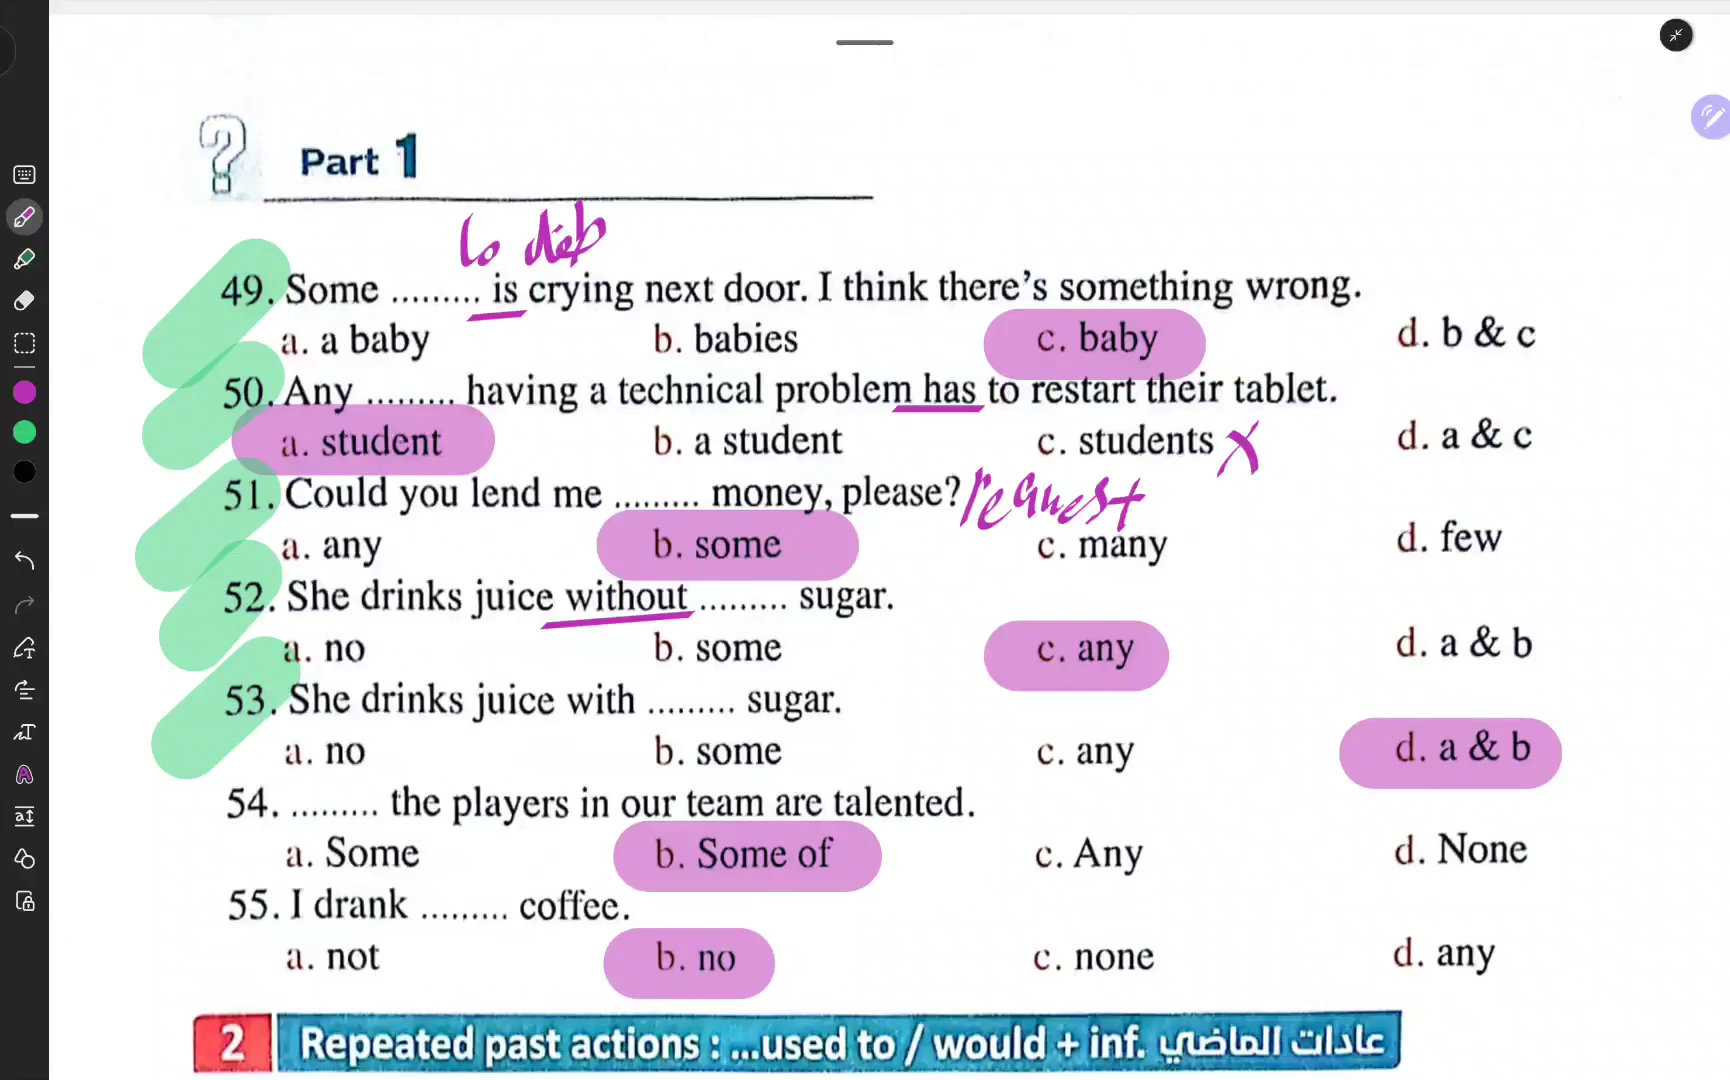 Part 1
49. Some ......... is crying next door. I think there's something wrong.
a. a baby b. babies c. baby d. b & c
50. Any ......... having a technical problem has to restart their tablet.
a. student b. a student c. students X d. a & c
51. Could you lend me ......... money, please? request
a. any b. some c. many d. few
52. She drinks juice without ......... sugar.
a. no b. some c. any d. a & b
53. She drinks juice with ......... sugar.
a. no b. some c. any d. a & b
54. ......... the players in our team are talented.
a. Some b. Some of c. Any d. None
55. I drank ......... coffee.
a. not b. no c. none d. any
2 Repeated past actions : ...used to / would + inf. عادات الماضي